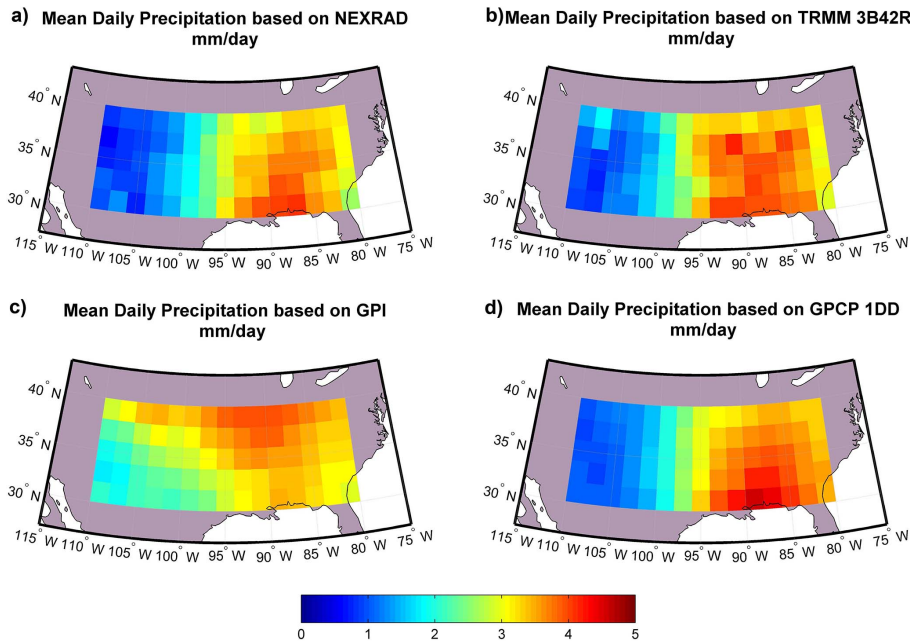 a) Mean Daily Precipitation based on NEXRAD
mm/day
40° N
35° N
30° N
115° W 110° W 105° W 100° W 95° W 90° W 85° W 80° W 75° W
b) Mean Daily Precipitation based on TRMM 3B42R
mm/day
40° N
35° N
30° N
115° W 110° W 105° W 100° W 95° W 90° W 85° W 80° W 75° W
c) Mean Daily Precipitation based on GPI
mm/day
40° N
35° N
30° N
115° W 110° W 105° W 100° W 95° W 90° W 85° W 80° W 75° W
d) Mean Daily Precipitation based on GPCP 1DD
mm/day
40° N
35° N
30° N
115° W 110° W 105° W 100° W 95° W 90° W 85° W 80° W 75° W
0 1 2 3 4 5